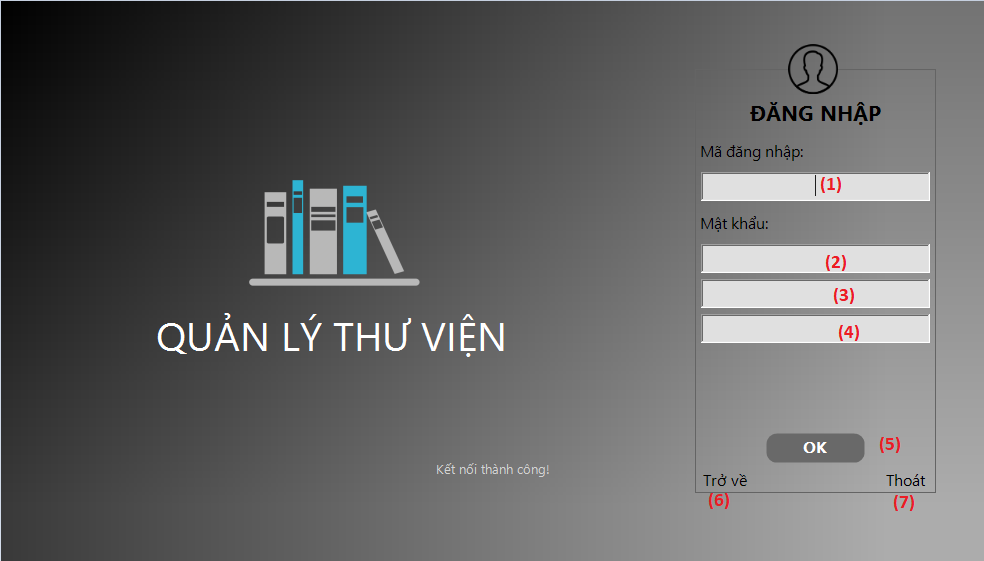 ĐĂNG NHẬP
Mã đăng nhập:
(1)
Mật khẩu:
(2)
(3)
(4)
QUẢN LÝ THƯ VIỆN
OK
(5)
Kết nối thành công!
Trở về
Thoát
(6)
(7)